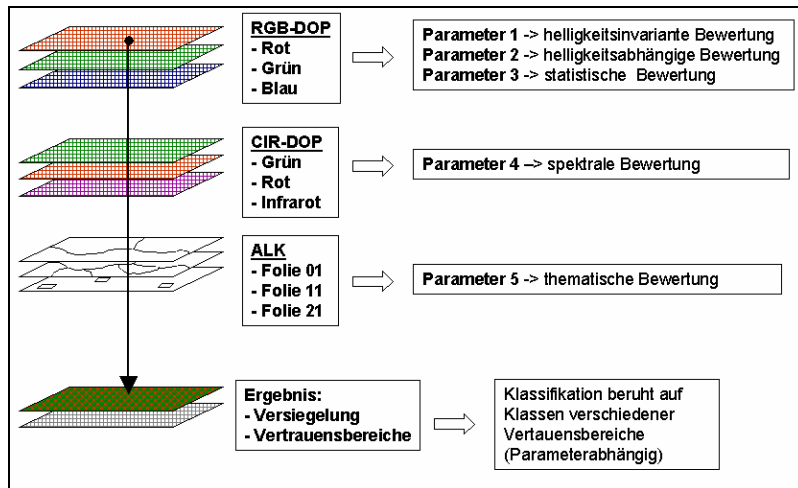 RGB-DOP
- Rot
- Grün
- Blau
Parameter 1 -> helligkeitsinvariante Bewertung
Parameter 2 -> helligkeitsabhängige Bewertung
Parameter 3 -> statistische Bewertung
CIR-DOP
- Grün
- Rot
- Infrarot
Parameter 4 –> spektrale Bewertung
ALK
- Folie 01
- Folie 11
- Folie 21
Parameter 5 -> thematische Bewertung
Ergebnis:
- Versiegelung
- Vertrauensbereiche
Klassifikation beruht auf
Klassen verschiedener
Vertauensbereiche
(Parameterabhängig)